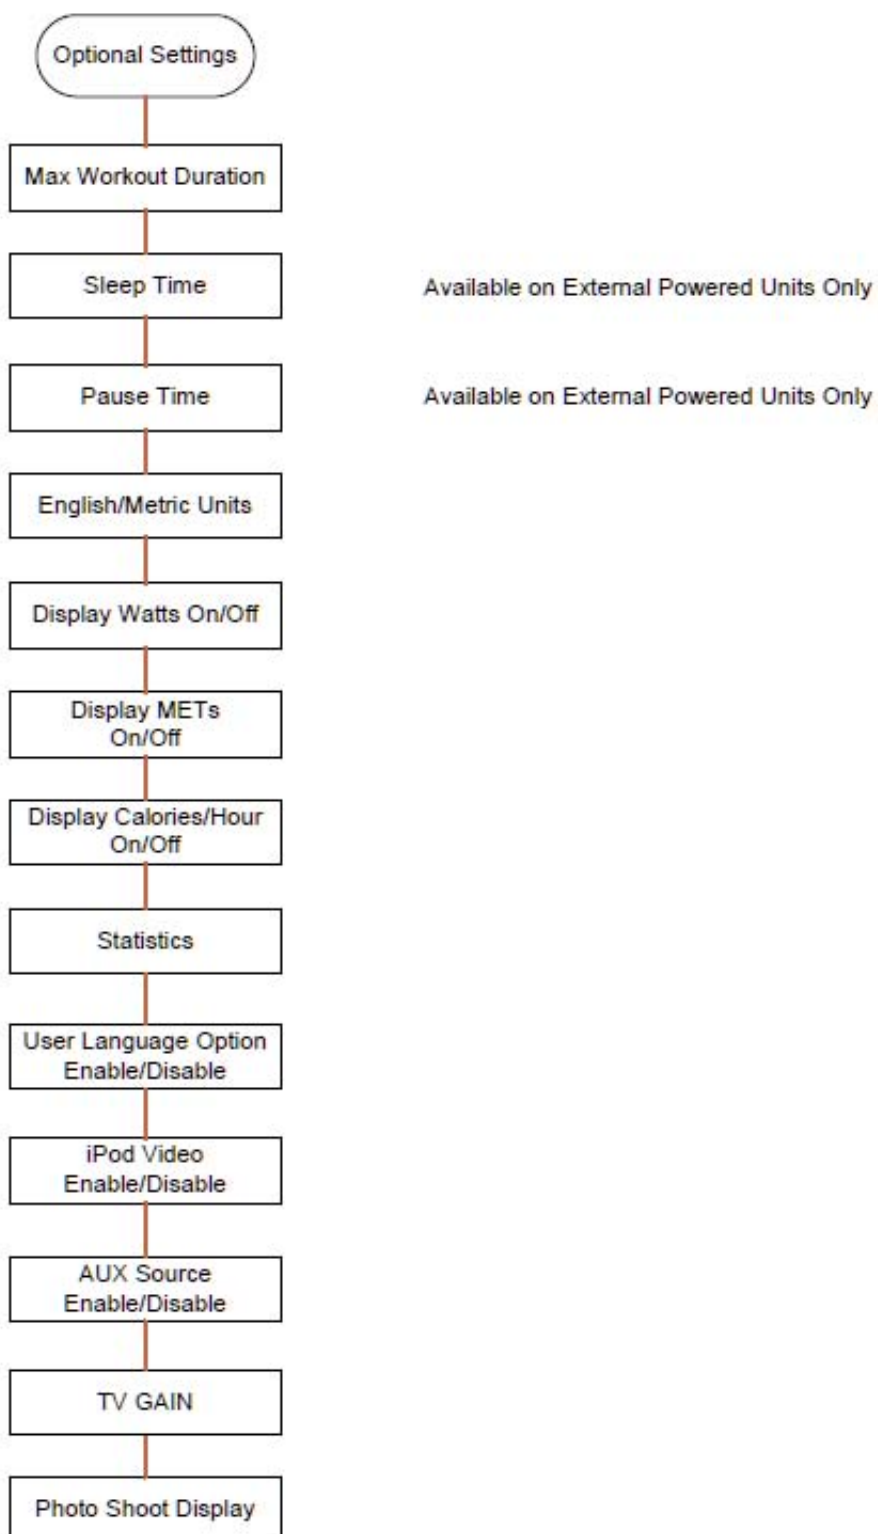 Optional Settings
Max Workout Duration
Sleep Time
Available on External Powered Units Only
Pause Time
Available on External Powered Units Only
English/Metric Units
Display Watts On/Off
Display METs
On/Off
Display Calories/Hour
On/Off
Statistics
User Language Option
Enable/Disable
iPod Video
Enable/Disable
AUX Source
Enable/Disable
TV GAIN
Photo Shoot Display